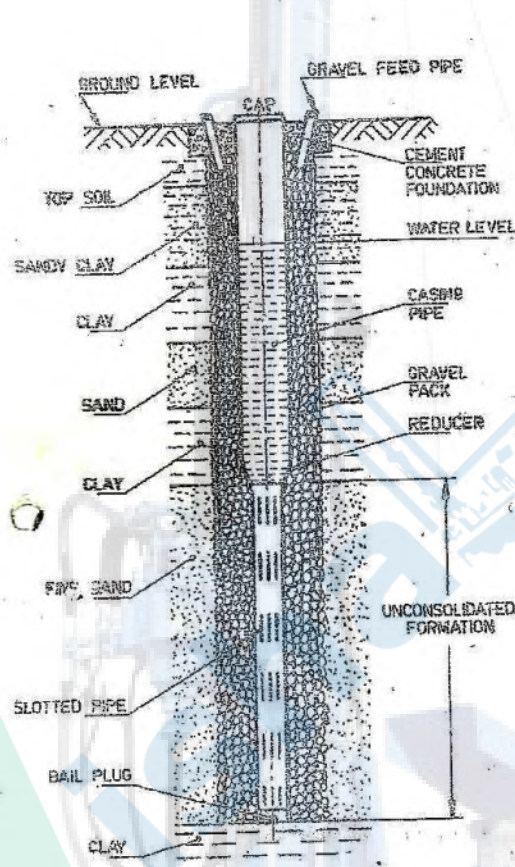 GROUND LEVEL
GRAVEL FEED PIPE
CAP
CEMENT
CONCRETE
FOUNDATION
TOP SOIL
WATER LEVEL
SANDY CLAY
CLAY
CASING
PIPE
SAND
GRAVEL
PACK
REDUCER
CLAY
FINE SAND
UNCONSOLIDATED
FORMATION
SLOTTED PIPE
BAIL PLUG
CLAY